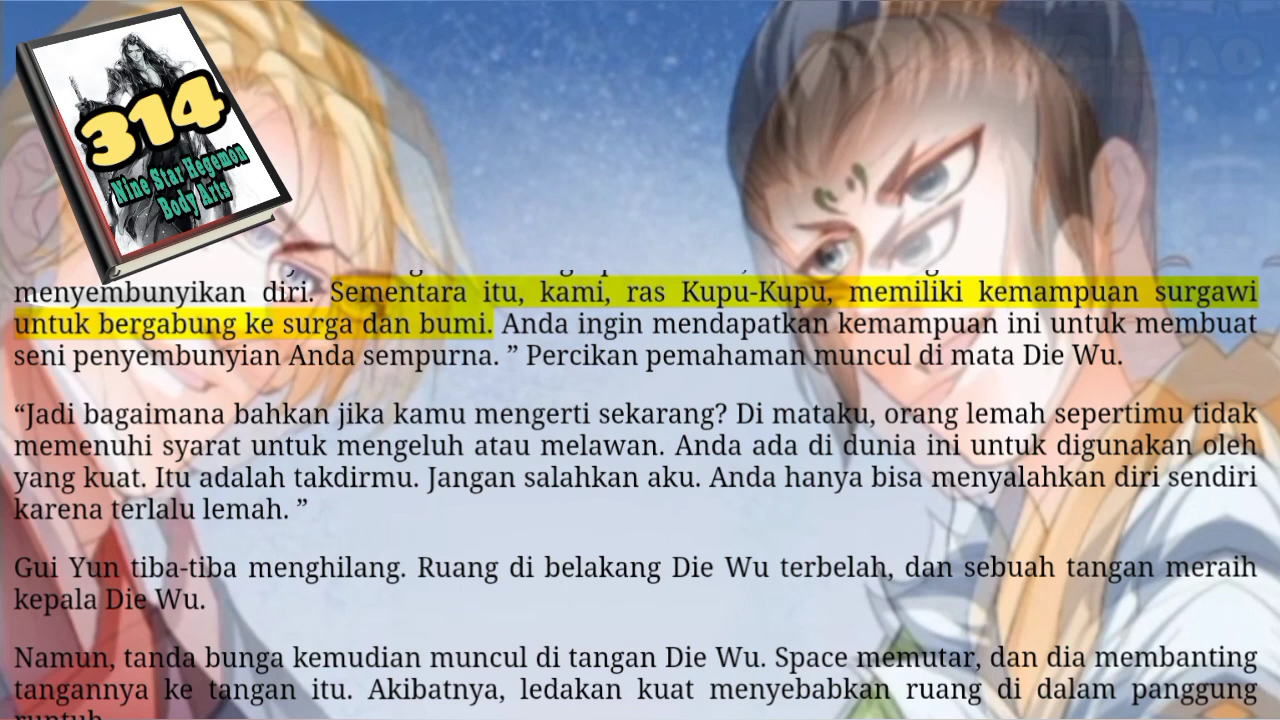 314
Nine Star Hegemon
Body Arts
menyembunyikan diri. Sementara itu, kami, ras Kupu-Kupu, memiliki kemampuan surgawi
untuk bergabung ke surga dan bumi. Anda ingin mendapatkan kemampuan ini untuk membuat
seni penyembunyian Anda sempurna. ” Percikan pemahaman muncul di mata Die Wu.
“Jadi bagaimana bahkan jika kamu mengerti sekarang? Di mataku, orang lemah sepertimu tidak
memenuhi syarat untuk mengeluh atau melawan. Anda ada di dunia ini untuk digunakan oleh
yang kuat. Itu adalah takdirmu. Jangan salahkan aku. Anda hanya bisa menyalahkan diri sendiri
karena terlalu lemah. ”
Gui Yun tiba-tiba menghilang. Ruang di belakang Die Wu terbelah, dan sebuah tangan meraih
kepala Die Wu.
Namun, tanda bunga kemudian muncul di tangan Die Wu. Space memutar, dan dia membanting
tangannya ke tangan itu. Akibatnya, ledakan kuat menyebabkan ruang di dalam panggung